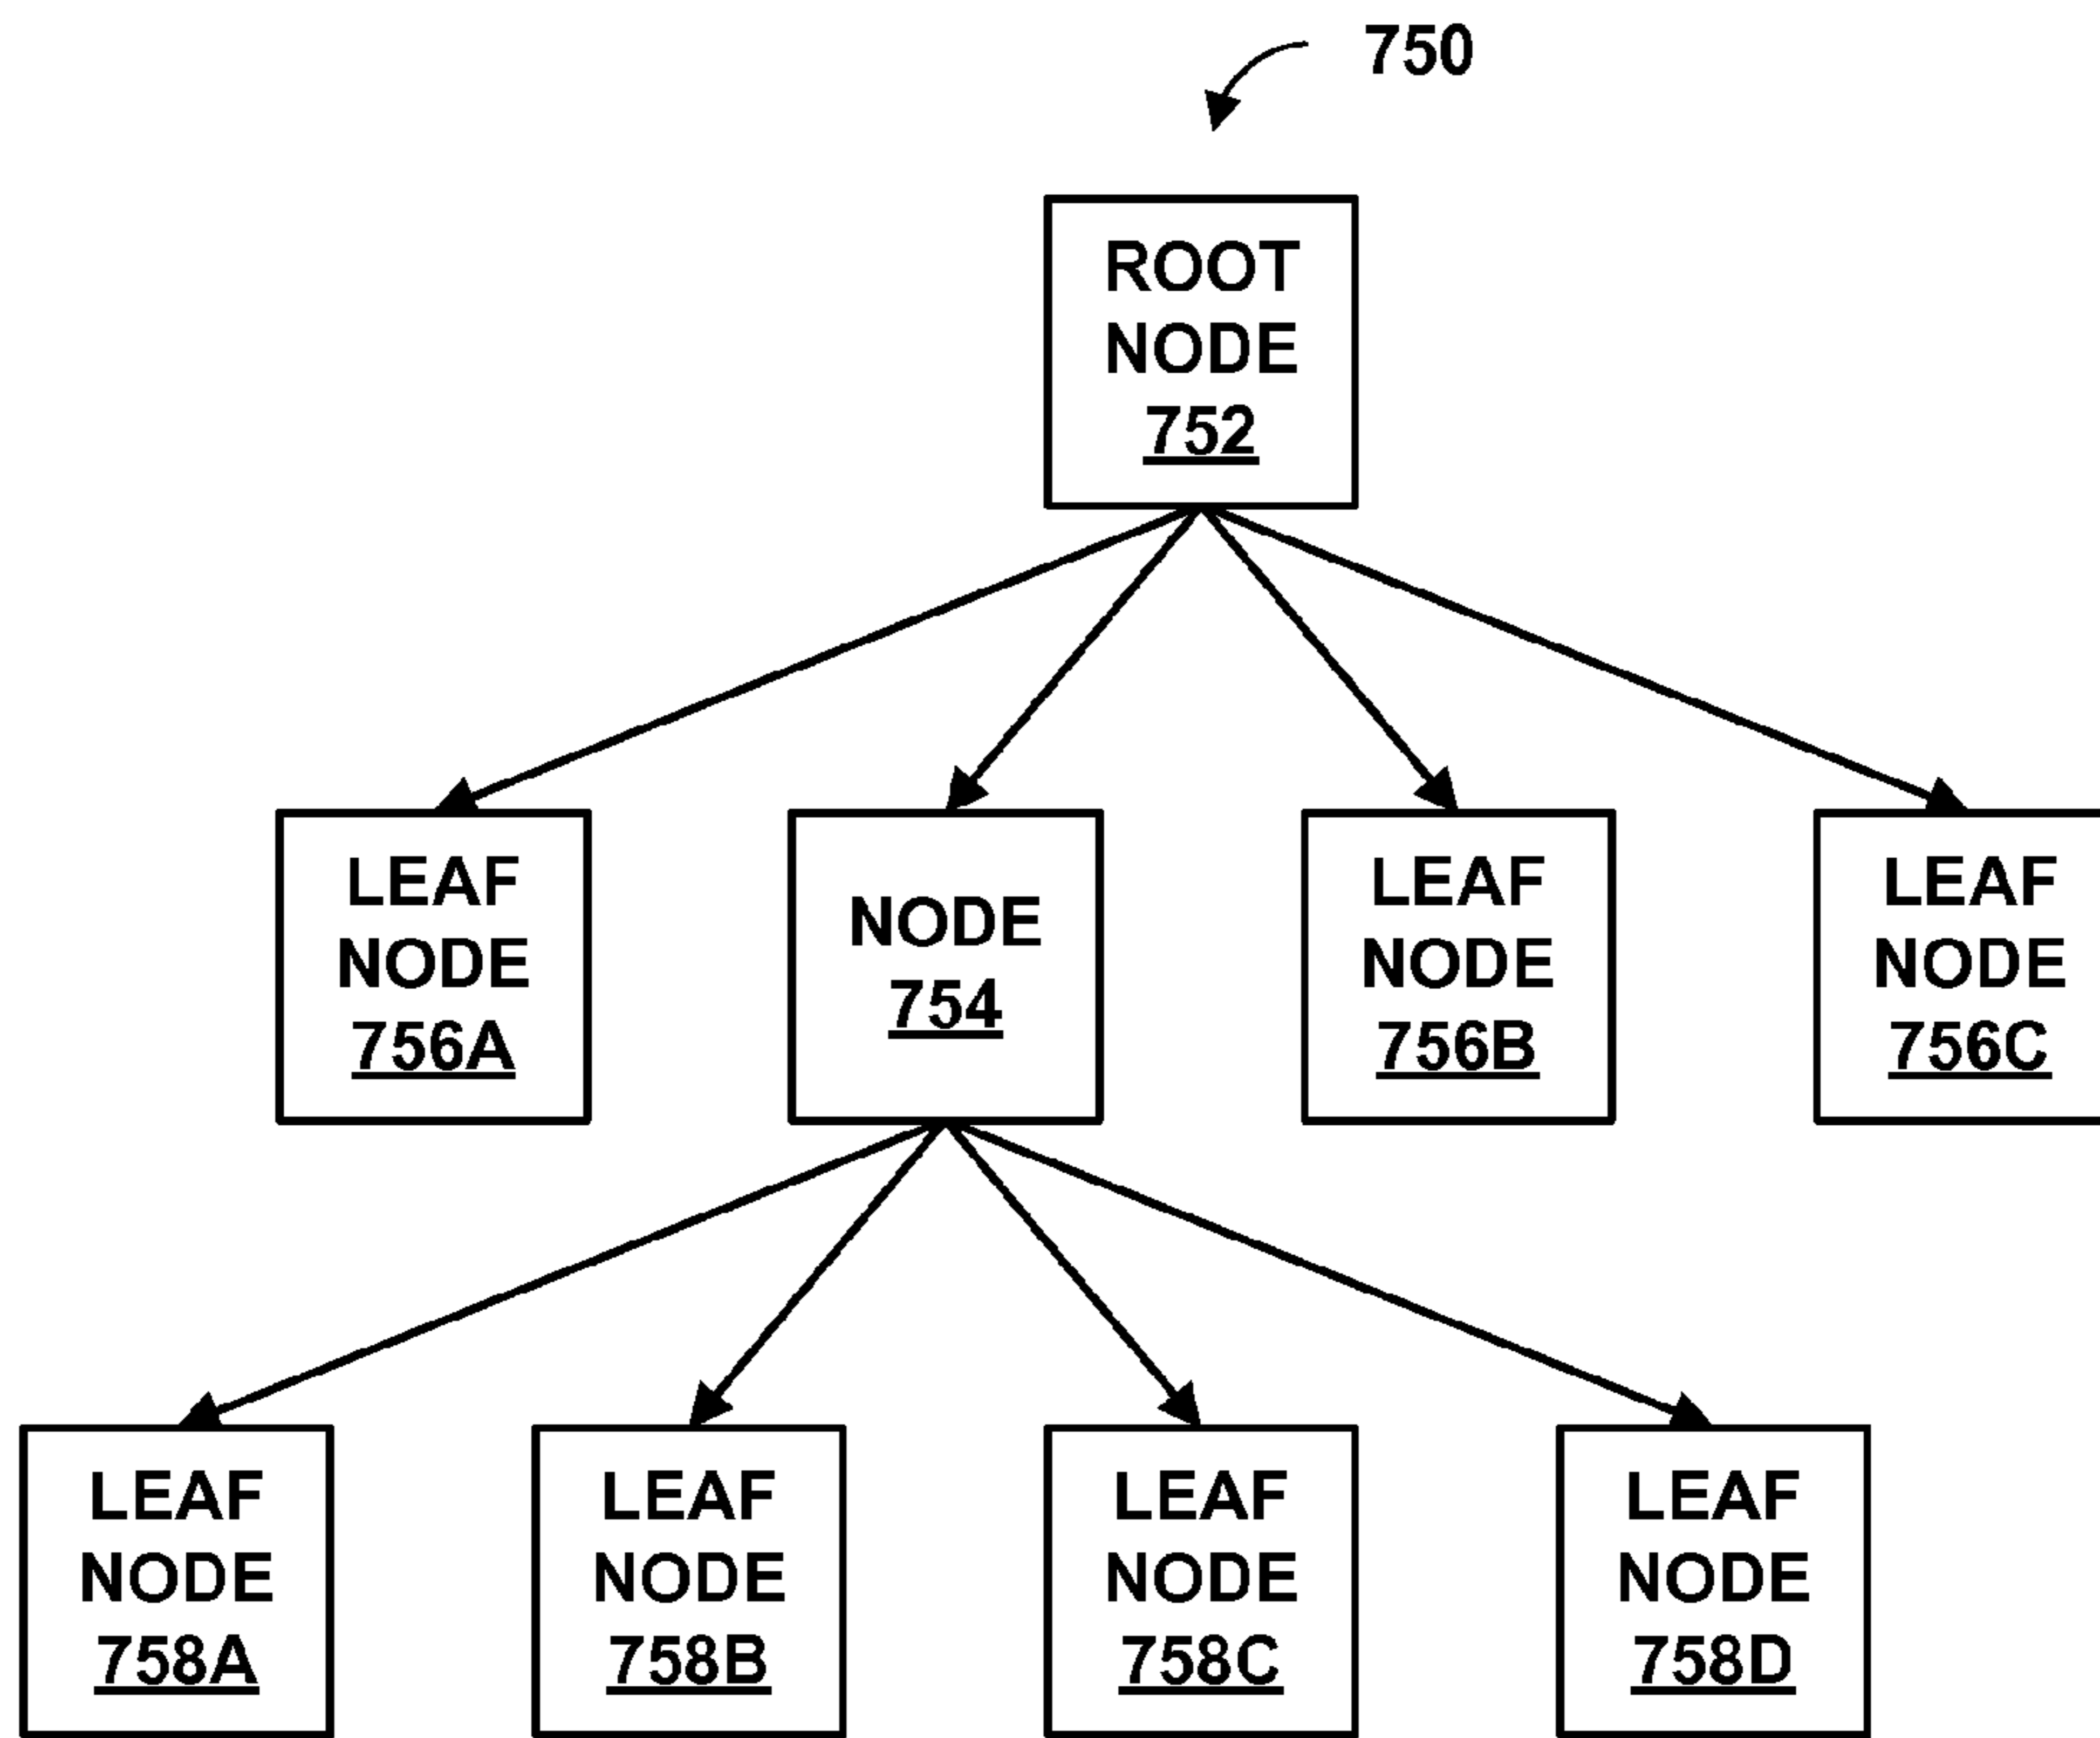 750
ROOT
NODE
752
LEAF
NODE
756A
NODE
754
LEAF
NODE
756B
LEAF
NODE
756C
LEAF
NODE
758A
LEAF
NODE
758B
LEAF
NODE
758C
LEAF
NODE
758D